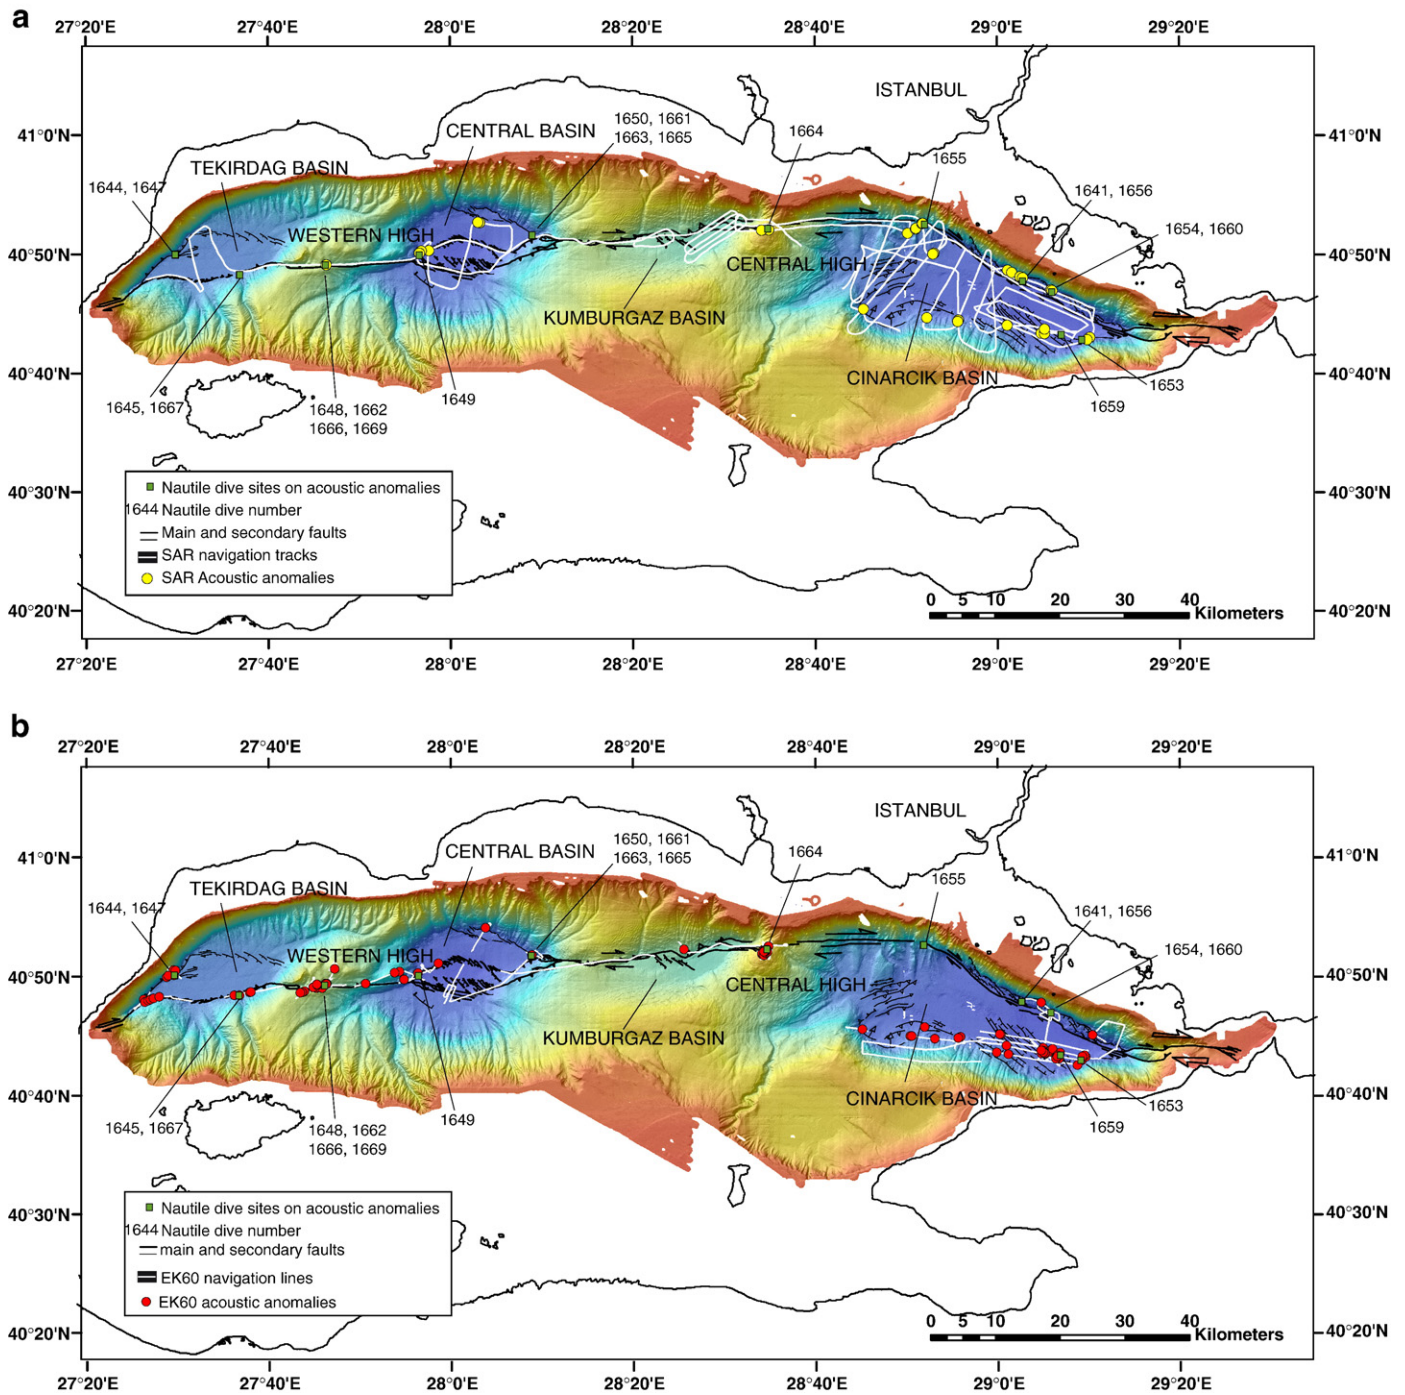 a
27°20'E 27°40'E 28°0'E 28°20'E 28°40'E 29°0'E 29°20'E
ISTANBUL
41°0'N 41°0'N
1650, 1661
1663, 1665
1664
CENTRAL BASIN
TEKIRDAG BASIN
1655
1644, 1647
1641, 1656
1654, 1660
WESTERN HIGH
40°50'N 40°50'N
CENTRAL HIGH
KUMBURGAZ BASIN
40°40'N 40°40'N
CINARCIK BASIN
1653
1659
1645, 1667
1648, 1662
1666, 1669
1649
40°30'N 40°30'N
Nautile dive sites on acoustic anomalies
1644 Nautile dive number
Main and secondary faults
SAR navigation tracks
SAR Acoustic anomalies
40°20'N 40°20'N
0 5 10 20 30 40
Kilometers
27°20'E 27°40'E 28°0'E 28°20'E 28°40'E 29°0'E 29°20'E
b
27°20'E 27°40'E 28°0'E 28°20'E 28°40'E 29°0'E 29°20'E
ISTANBUL
41°0'N 41°0'N
1650, 1661
1663, 1665
1664
CENTRAL BASIN
TEKIRDAG BASIN
1655
1644, 1647
1641, 1656
1654, 1660
WESTERN HIGH
40°50'N 40°50'N
CENTRAL HIGH
KUMBURGAZ BASIN
40°40'N 40°40'N
CINARCIK BASIN
1653
1659
1645, 1667
1648, 1662
1666, 1669
1649
40°30'N 40°30'N
Nautile dive sites on acoustic anomalies
1644 Nautile dive number
main and secondary faults
EK60 navigation lines
EK60 acoustic anomalies
40°20'N 40°20'N
0 5 10 20 30 40
Kilometers
27°20'E 27°40'E 28°0'E 28°20'E 28°40'E 29°0'E 29°20'E